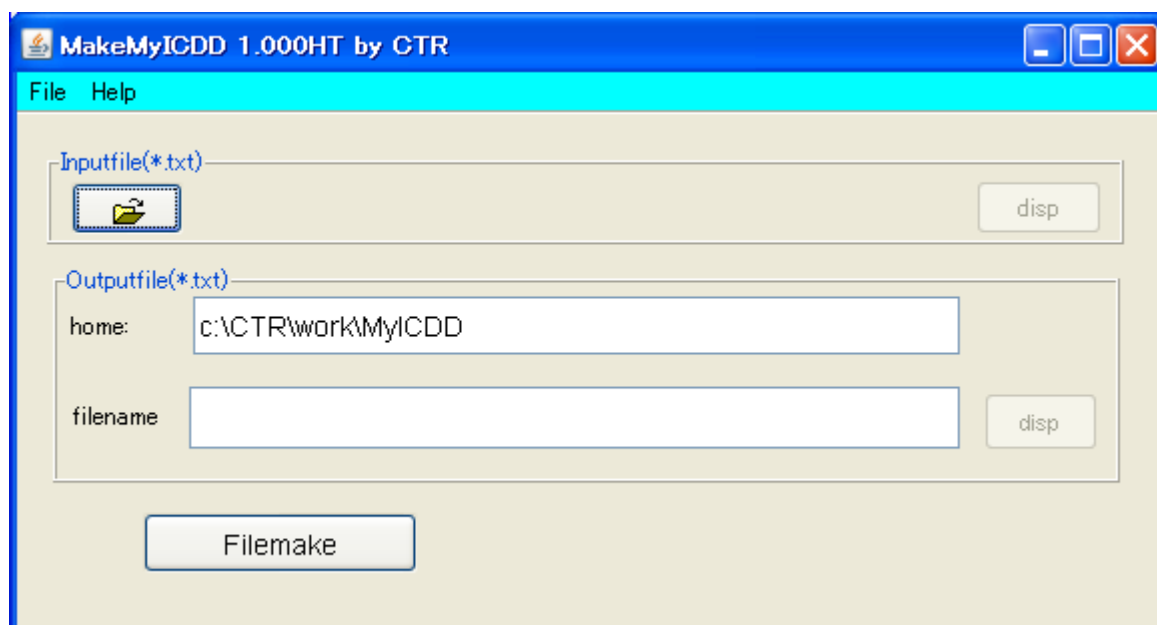 MakeMyICDD 1.000HT by CTR
File Help
Inputfile(*.txt)
disp
Outputfile(*.txt)
home:
c:\CTR\work\MyICDD
filename
disp
Filemake